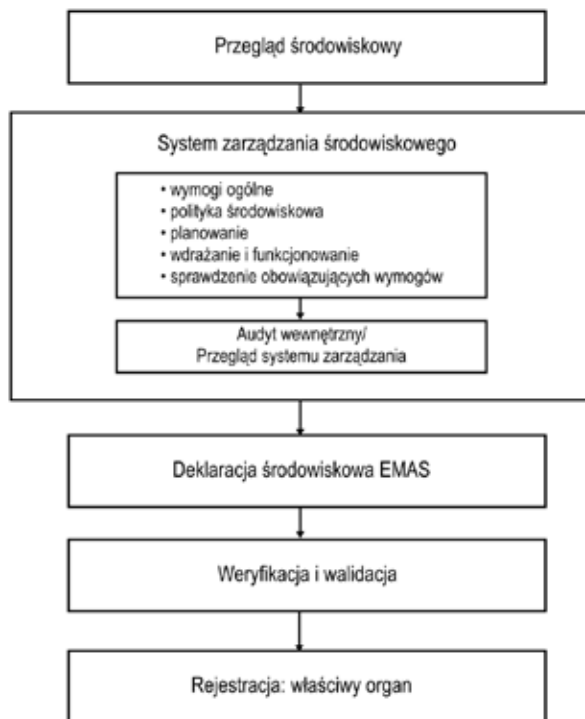 Przegląd środowiskowy
System zarządzania środowiskowego
• wymogi ogólne
• polityka środowiskowa
• planowanie
• wdrażanie i funkcjonowanie
• sprawdzenie obowiązujących wymogów
Audyt wewnętrzny/
Przegląd systemu zarządzania
Deklaracja środowiskowa EMAS
Weryfikacja i walidacja
Rejestracja: właściwy organ